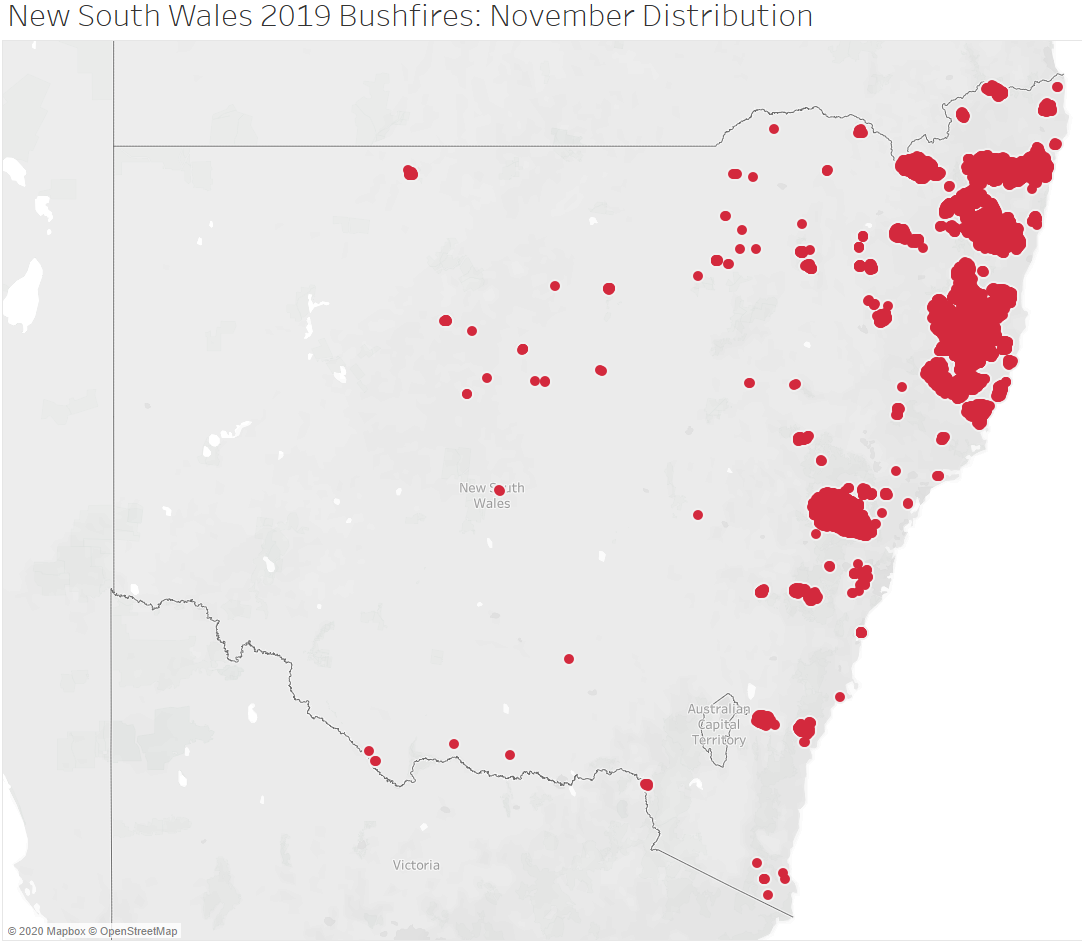 New South Wales 2019 Bushfires: November Distribution
New South
Wales
Australian
Capital
Territory
Victoria
© 2020 Mapbox © OpenStreetMap